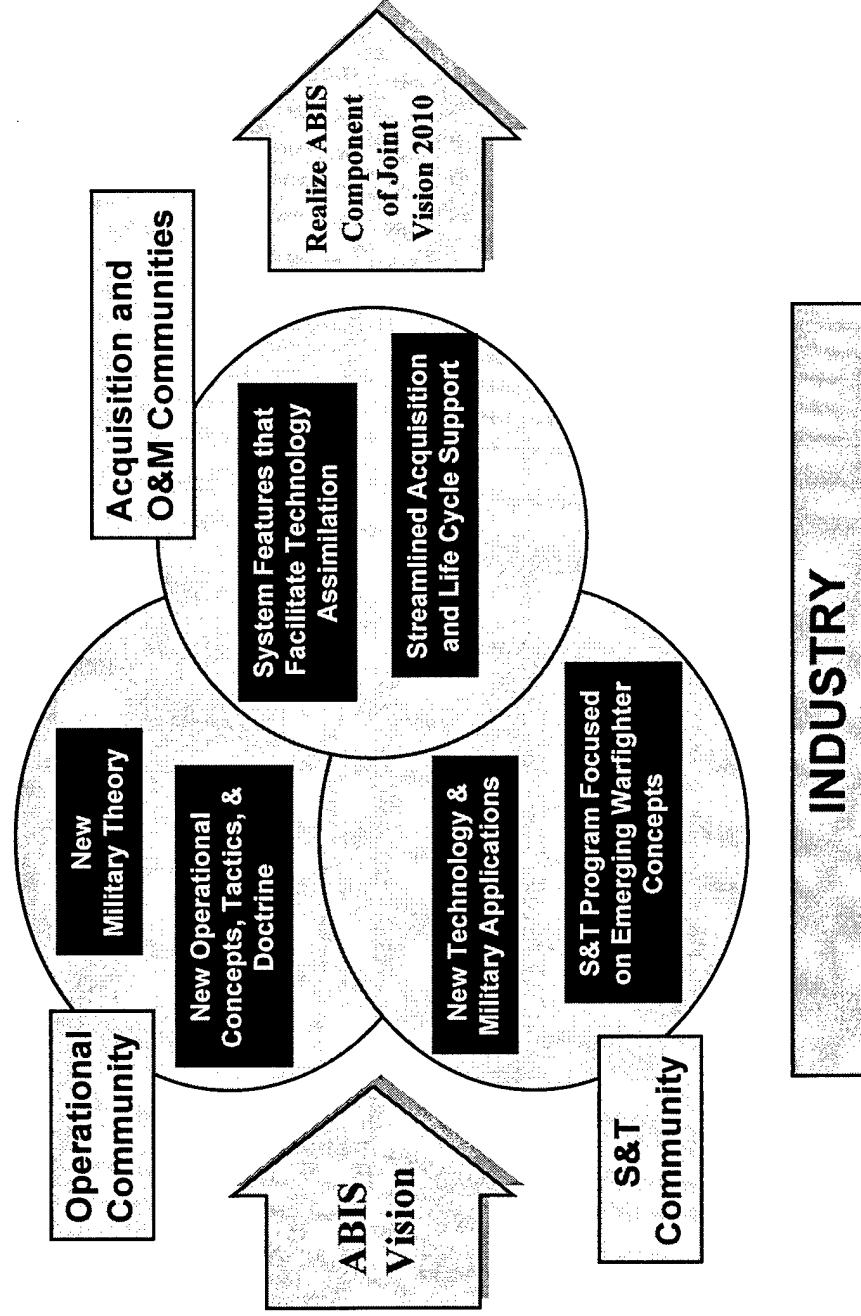 Operational
Community
New
Military Theory
New Operational
Concepts, Tactics, &
Doctrine
Acquisition and
O&M Communities
System Features that
Facilitate Technology
Assimilation
Streamlined Acquisition
and Life Cycle Support
ABIS
Vision
Realize ABIS
Component
of Joint
Vision 2010
New Technology &
Military Applications
S&T Program Focused
on Emerging Warfighter
Concepts
S&T
Community
INDUSTRY